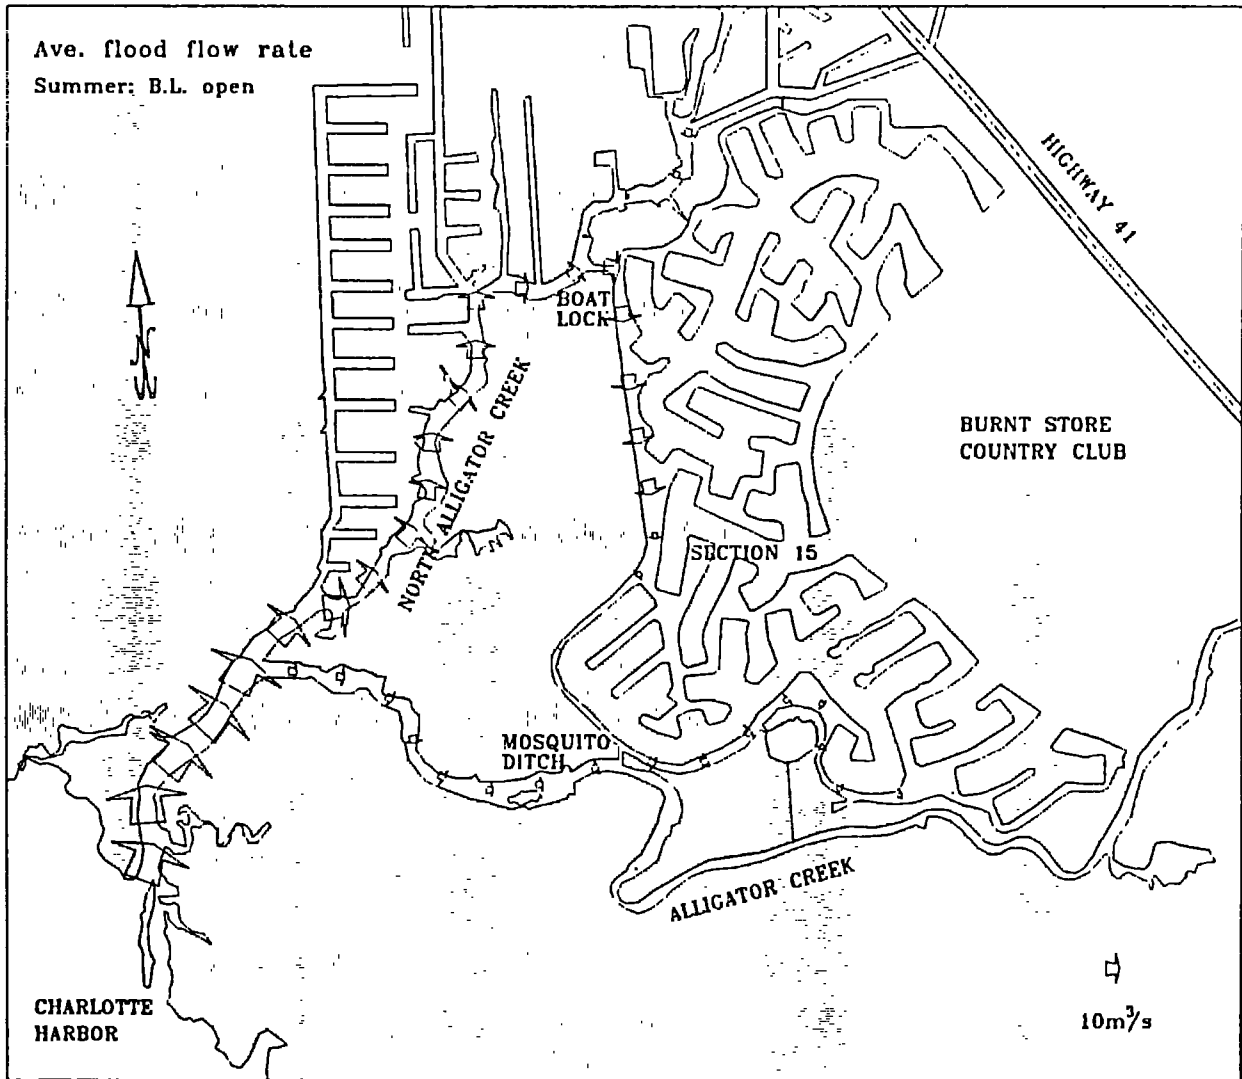 Ave. flood flow rate
Summer: B.L. open
HIGHWAY 41
BOAT
LOCK
NORTH ALLIGATOR CREEK
BURNT STORE
COUNTRY CLUB
SECTION 15
MOSQUITO
DITCH
ALLIGATOR CREEK
CHARLOTTE
HARBOR
10m³/s
N